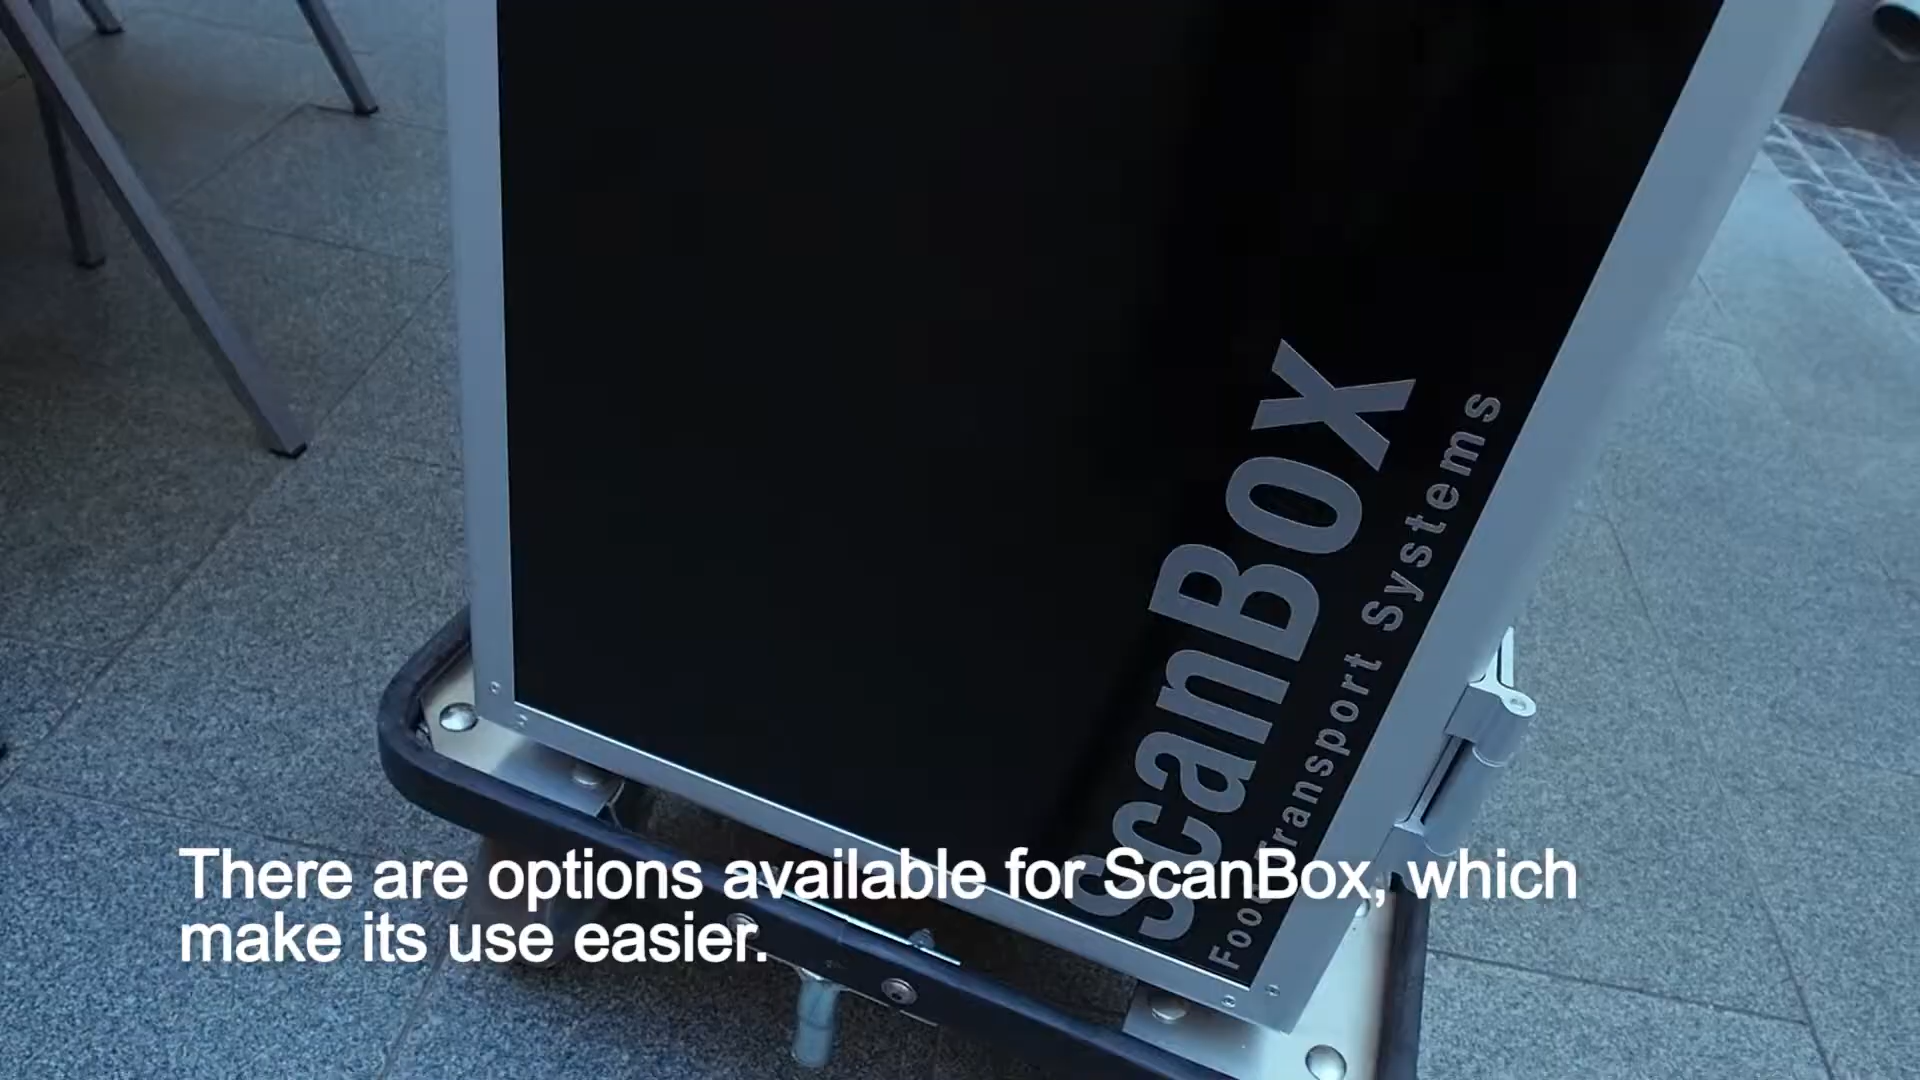 scanBox
Food Transport Systems
There are options available for ScanBox, which
make its use easier.